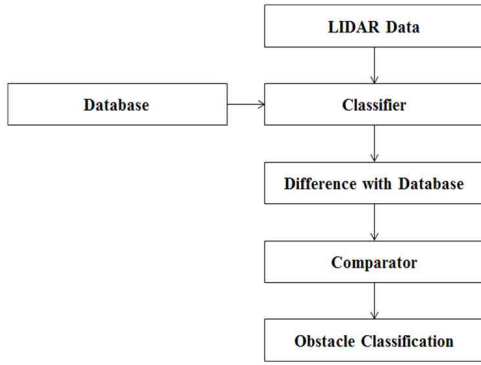 LIDAR Data
Database
Classifier
Difference with Database
Comparator
Obstacle Classification